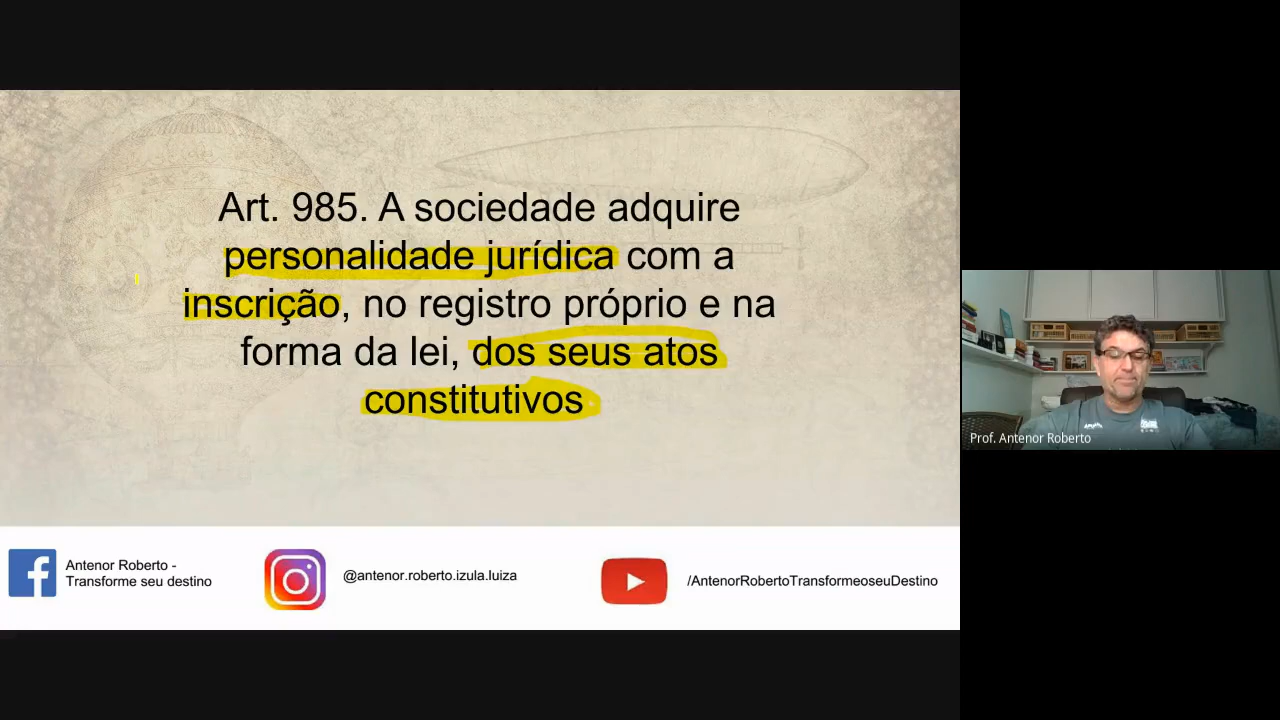 Art. 985. A sociedade adquire
personalidade jurídica com a
inscrição, no registro próprio e na
forma da lei, dos seus atos
constitutivos
Prof. Antenor Roberto
Antenor Roberto -
Transforme seu destino
@antenor.roberto.izula.luiza
/AntenorRobertoTransformeoseuDestino